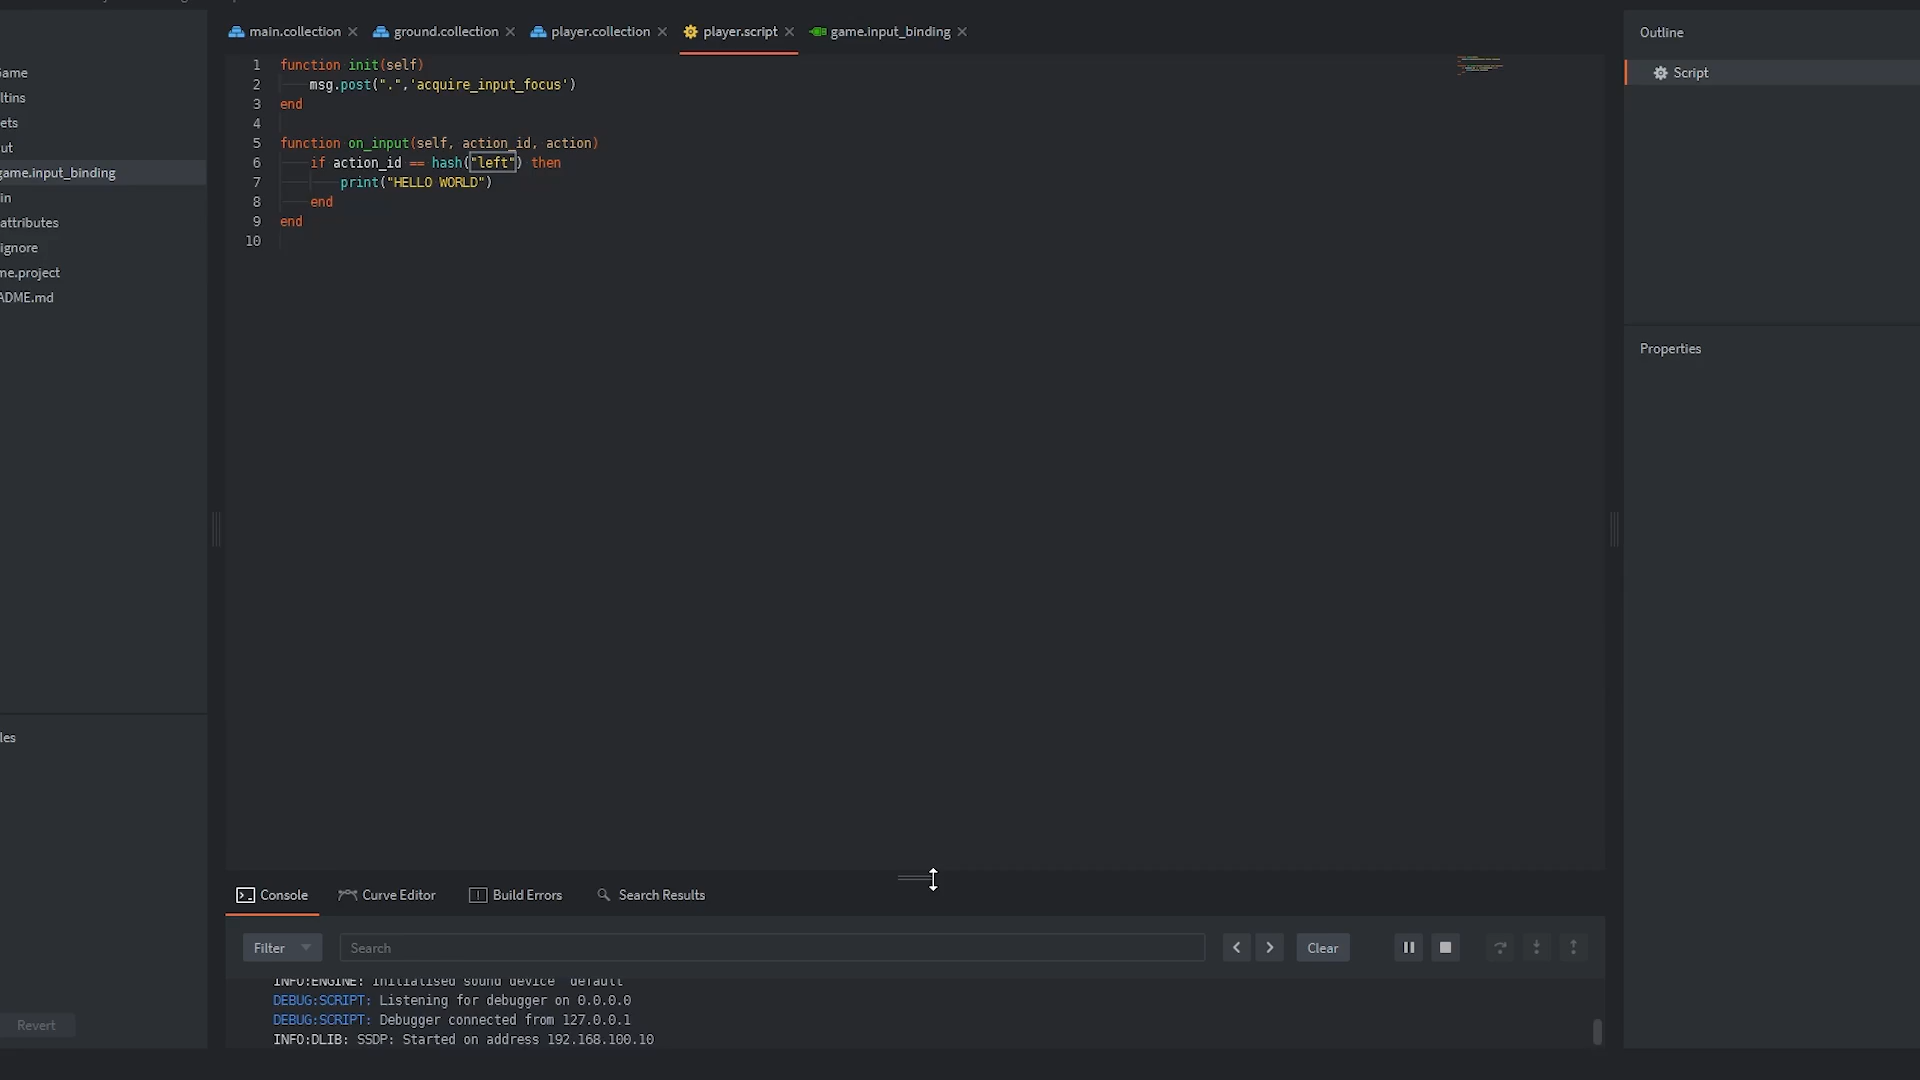 main.collection ground.collection player.collection player.script game.input_binding
Outline
Script
ame
ltins
ets
ut
game.input_binding
in
attributes
ignore
me.project
ADME.md
1 function init(self)
2 msg.post(".",'acquire_input_focus')
3 end
4
5 function on_input(self, action_id, action)
6 if action_id == hash("left") then
7 print("HELLO WORLD")
8 end
9 end
10
Properties
les
Revert
Console Curve Editor Build Errors Search Results
Filter Search Clear
INFO:ENGINE: Initialised sound device 'default'
DEBUG:SCRIPT: Listening for debugger on 0.0.0.0
DEBUG:SCRIPT: Debugger connected from 127.0.0.1
INFO:DLIB: SSDP: Started on address 192.168.100.10